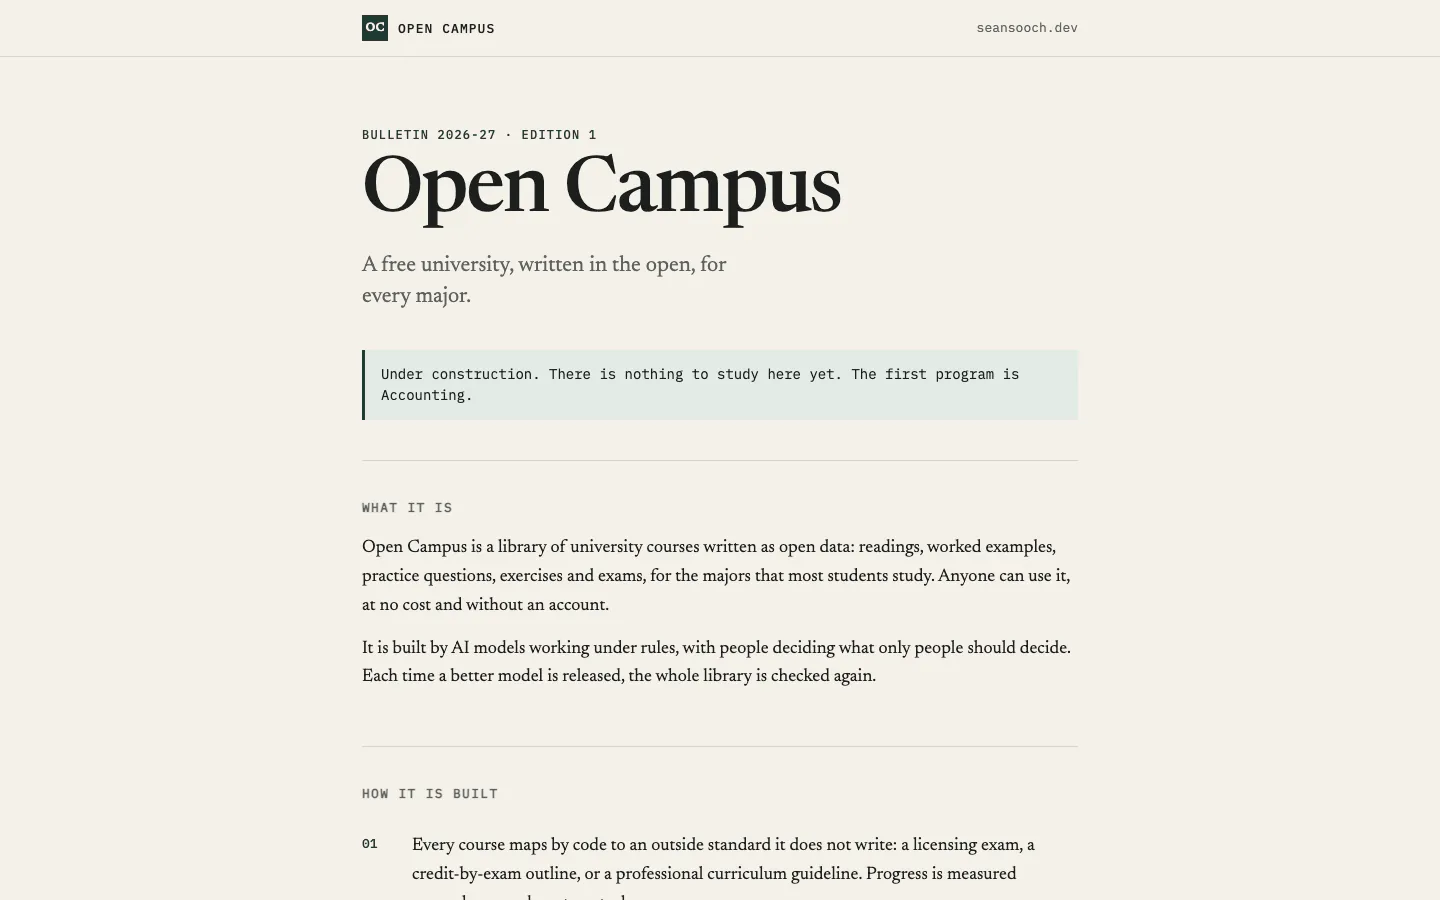 OC OPEN CAMPUS
seansooch.dev
BULLETIN 2026-27 · EDITION 1
Open Campus
A free university, written in the open, for
every major.
Under construction. There is nothing to study here yet. The first program is
Accounting.
WHAT IT IS
Open Campus is a library of university courses written as open data: readings, worked examples,
practice questions, exercises and exams, for the majors that most students study. Anyone can use it,
at no cost and without an account.
It is built by AI models working under rules, with people deciding what only people should decide.
Each time a better model is released, the whole library is checked again.
HOW IT IS BUILT
01 Every course maps by code to an outside standard it does not write: a licensing exam, a
credit-by-exam outline, or a professional curriculum guideline. Progress is measured